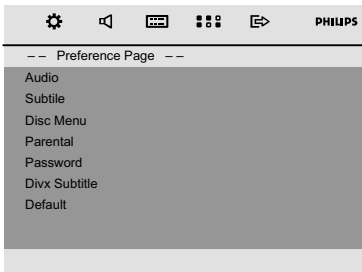 PHILIPS
– – Preference Page – –
Audio
Subtile
Disc Menu
Parental
Password
Divx Subtitle
Default